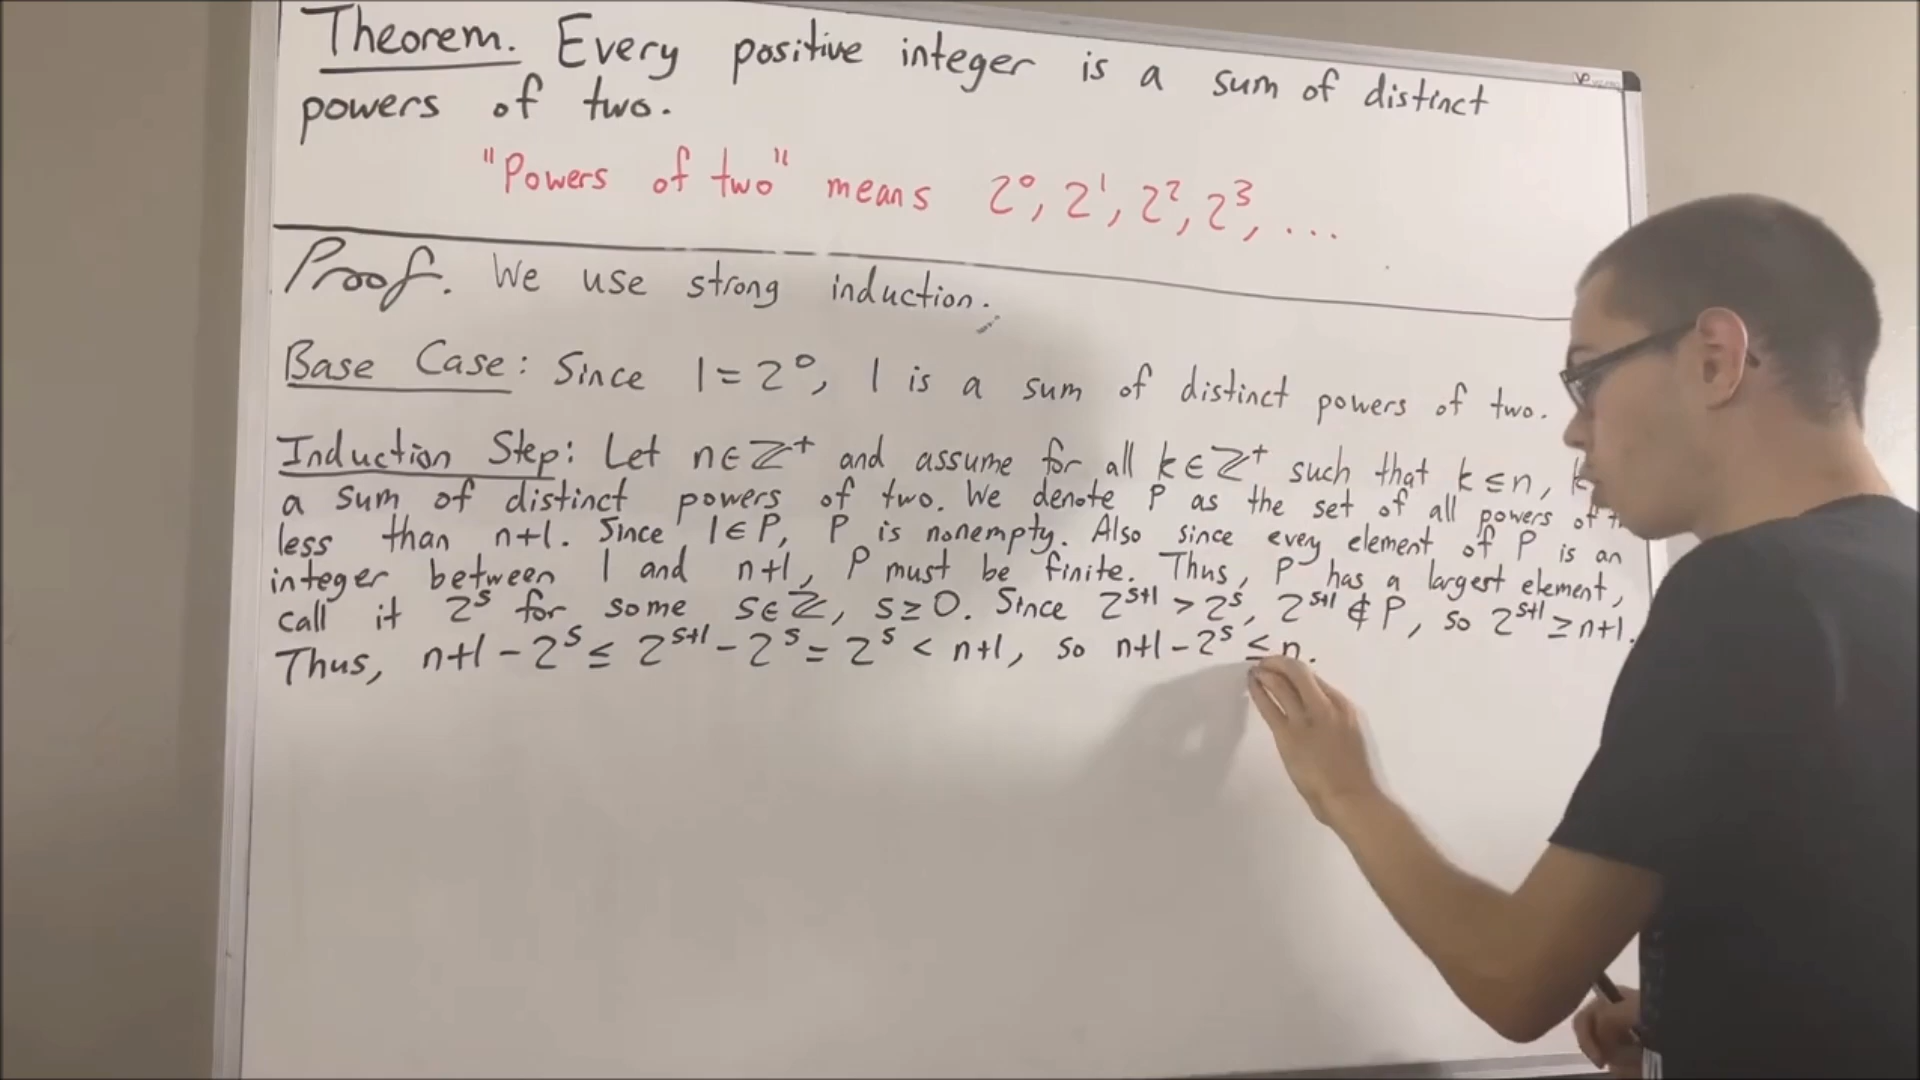 Theorem. Every positive integer is a sum of distinct
powers of two.
"Powers of two" means 2⁰, 2¹, 2², 2³, ...
Proof. We use strong induction.
Base Case: Since 1=2⁰, 1 is a sum of distinct powers of two.
Induction Step: Let n∈ℤ⁺ and assume for all k∈ℤ⁺ such that k≤n,
a sum of distinct powers of two. We denote P as the set of all powers of
less than n+1. Since 1∈P, P is nonempty. Also since every element of P is an
integer between 1 and n+1, P must be finite. Thus, P has a largest element,
call it 2ˢ for some s∈ℤ, s≥0. Since 2ˢ⁺¹ > 2ˢ, 2ˢ⁺¹ ∉ P, so 2ˢ⁺¹ ≥ n+1.
Thus, n+1 - 2ˢ ≤ 2ˢ⁺¹ - 2ˢ = 2ˢ < n+1, so n+1 - 2ˢ ≤ n.